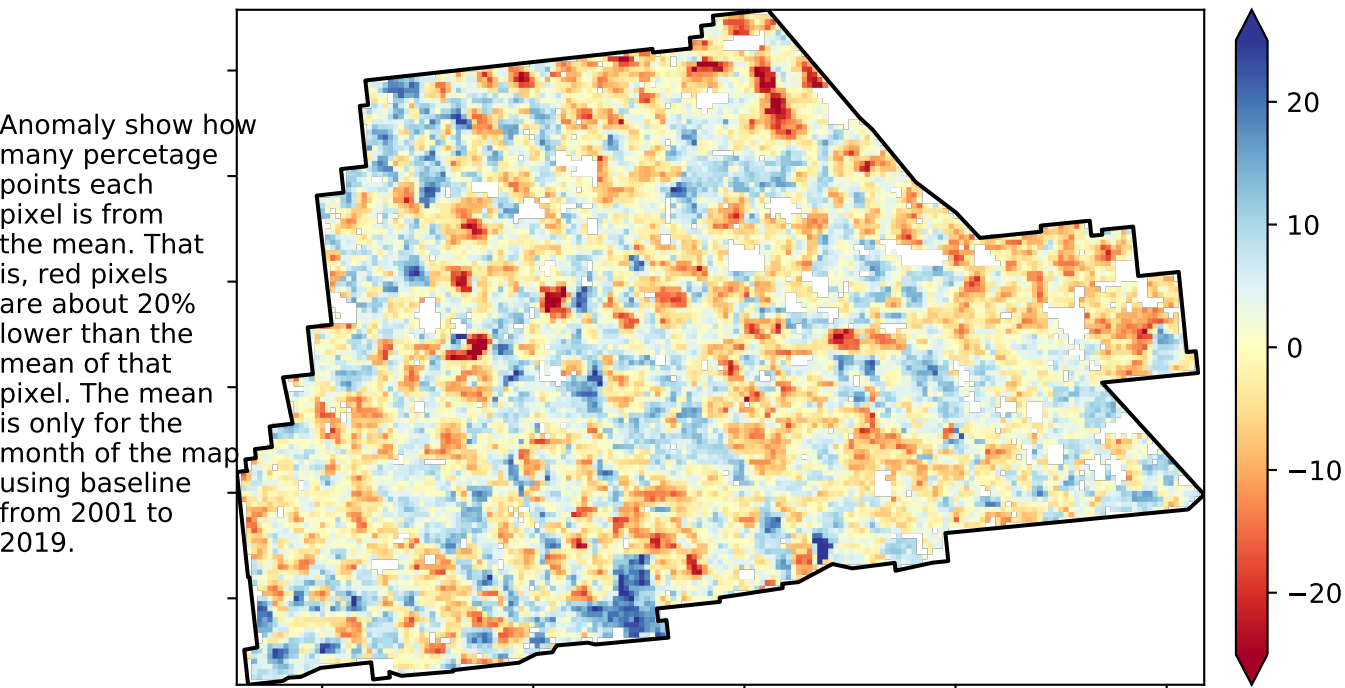 Anomaly show how
many percetage
points each
pixel is from
the mean. That
is, red pixels
are about 20%
lower than the
mean of that
pixel. The mean
is only for the
month of the map
using baseline
from 2001 to
2019.
20
10
0
−10
−20